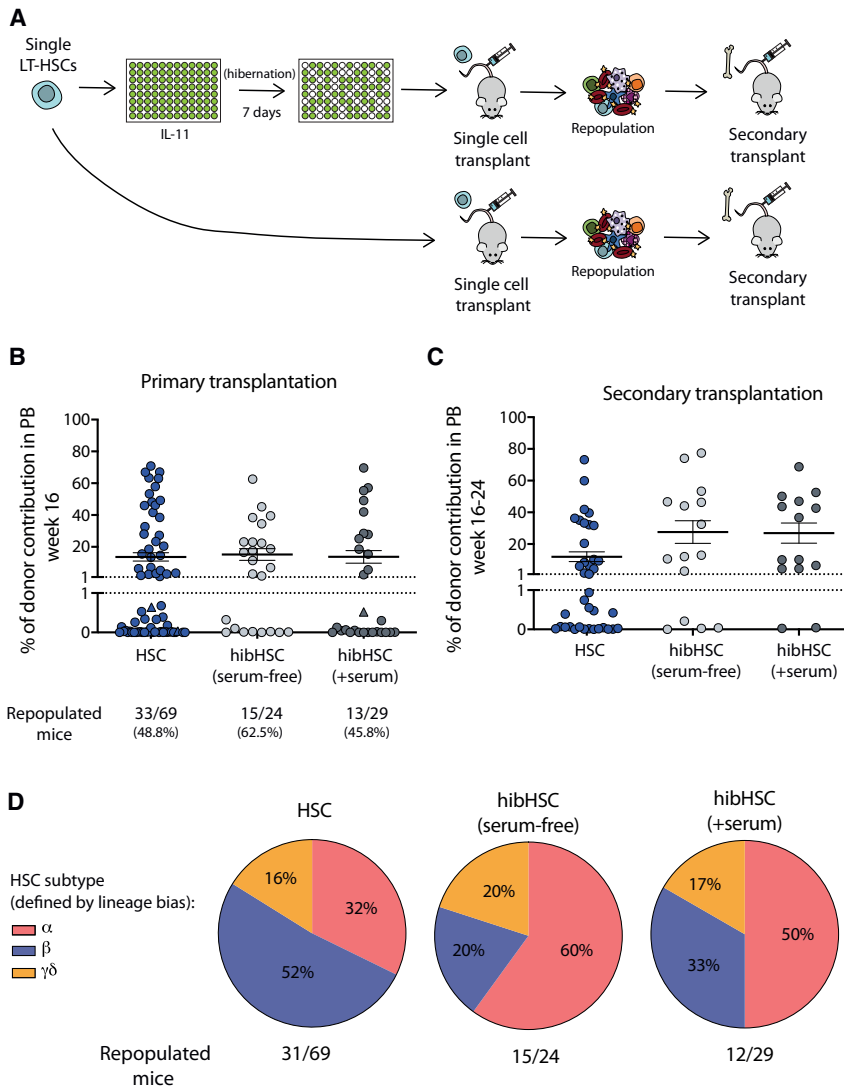 A
Single
LT-HSCs
(hibernation)
7 days
IL-11
Single cell
transplant
Repopulation
Secondary
transplant
Single cell
transplant
Repopulation
Secondary
transplant
B
Primary transplantation
% of donor contribution in PB
week 16
100
80
60
40
20
1
1
0
HSC
hibHSC
(serum-free)
hibHSC
(+serum)
Repopulated
mice
33/69
(48.8%)
15/24
(62.5%)
13/29
(45.8%)
C
Secondary transplantation
% of donor contribution in PB
week 16-24
100
80
60
40
20
1
1
0
HSC
hibHSC
(serum-free)
hibHSC
(+serum)
D
HSC subtype
(defined by lineage bias):
α
β
γδ
HSC
16%
32%
52%
hibHSC
(serum-free)
20%
20%
60%
hibHSC
(+serum)
17%
33%
50%
Repopulated
mice
31/69
15/24
12/29